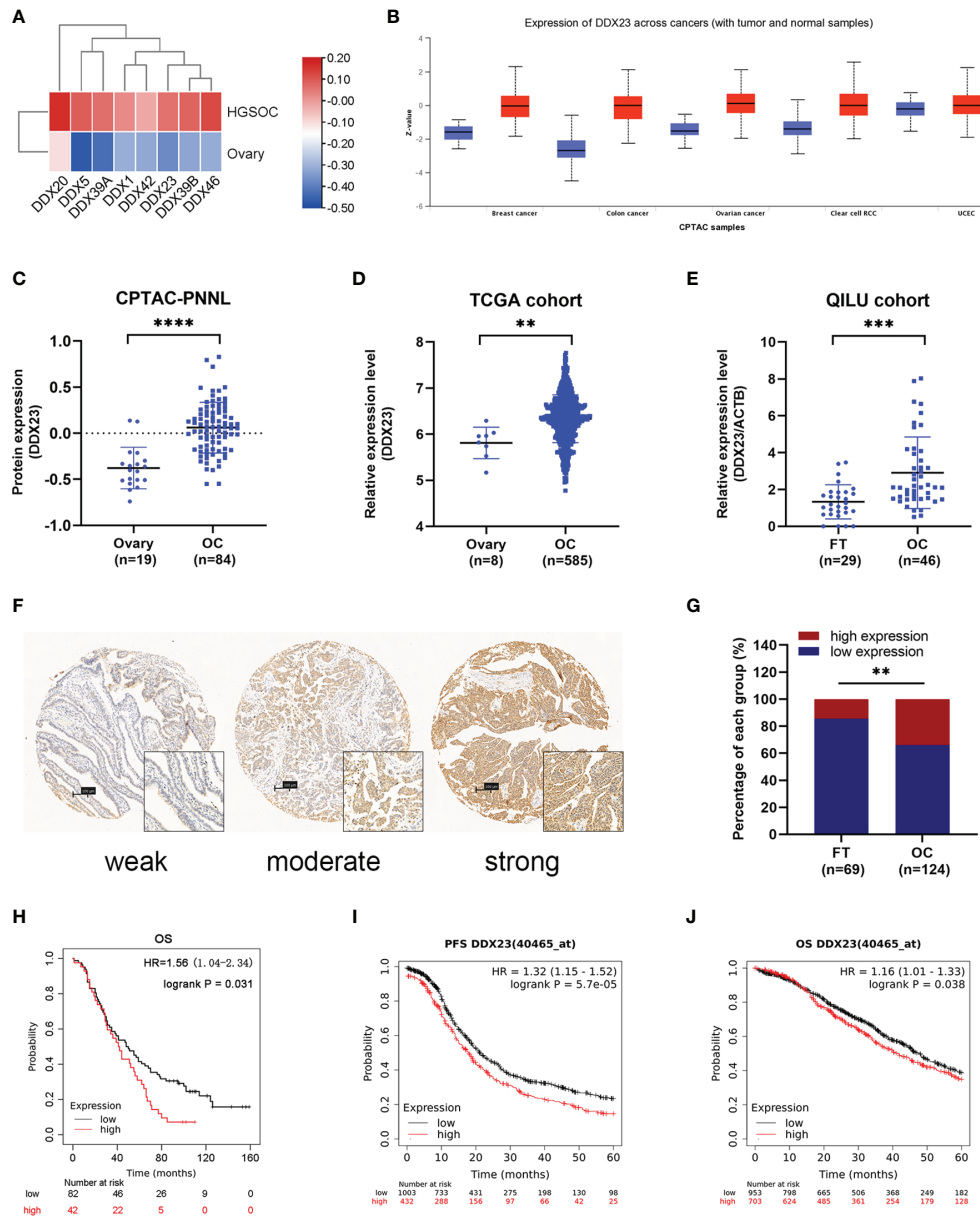 A
0.20
0.10
-0.00
-0.10
-0.20
-0.30
-0.40
-0.50
HGSOC
Ovary
DDX20
DDX5
DDX39A
DDX1
DDX42
DDX23
DDX39B
DDX46
B
Expression of DDX23 across cancers (with tumor and normal samples)
Z-value
4
2
0
-2
-4
-6
Breast cancer
Colon cancer
Ovarian cancer
Clear cell RCC
UCEC
CPTAC samples
C
CPTAC-PNNL
****
Protein expression
(DDX23)
1.0
0.5
0.0
-0.5
-1.0
Ovary
(n=19)
OC
(n=84)
D
TCGA cohort
**
Relative expression level
(DDX23)
8
7
6
5
4
Ovary
(n=8)
OC
(n=585)
E
QILU cohort
***
Relative expression level
(DDX23/ACTB)
10
8
6
4
2
0
FT
(n=29)
OC
(n=46)
F
weak
moderate
strong
G
high expression
low expression
**
Percentage of each group (%)
140
120
100
80
60
40
20
0
FT
(n=69)
OC
(n=124)
H
OS
HR=1.56 (1.04-2.34)
logrank P = 0.031
Probability
1.0
0.8
0.6
0.4
0.2
0.0
Expression
low
high
0 40 80 120 160
Time (months)
Number at risk
low 82 46 26 9 0
high 42 22 5 0 0
I
PFS DDX23(40465_at)
HR = 1.32 (1.15 - 1.52)
logrank P = 5.7e-05
Probability
1.0
0.8
0.6
0.4
0.2
0.0
Expression
low
high
0 10 20 30 40 50 60
Time (months)
Number at risk
low 1003 733 431 275 198 130 98
high 432 288 156 97 66 42 25
J
OS DDX23(40465_at)
HR = 1.16 (1.01 - 1.33)
logrank P = 0.038
Probability
1.0
0.8
0.6
0.4
0.2
0.0
Expression
low
high
0 10 20 30 40 50 60
Time (months)
Number at risk
low 953 798 665 506 368 249 182
high 703 624 485 361 254 179 128